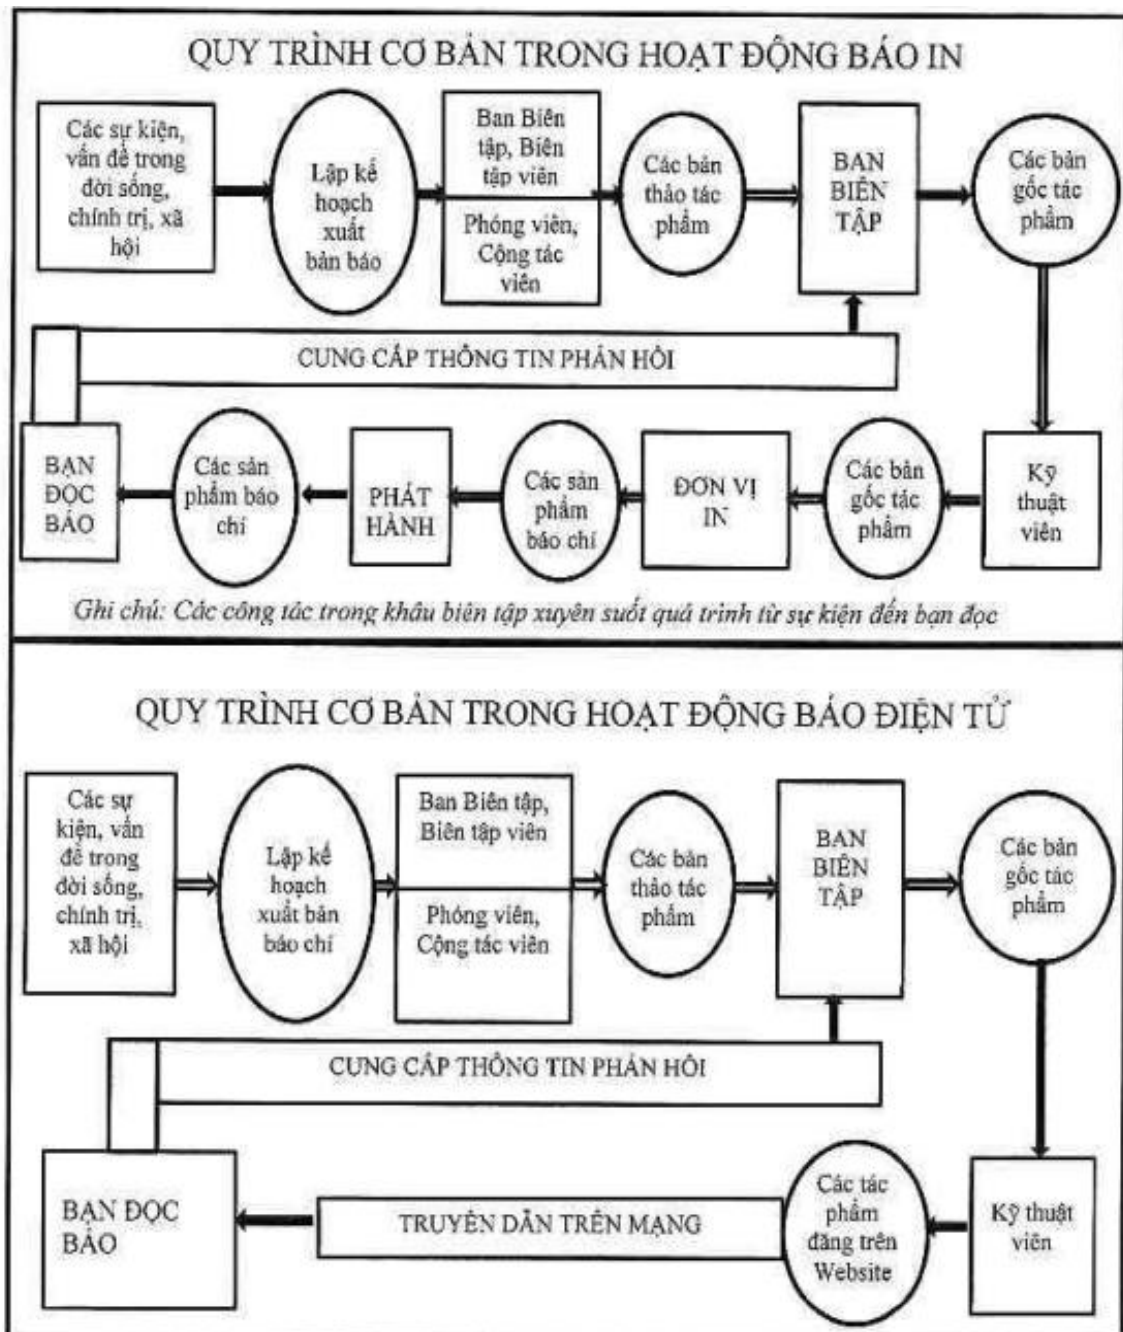 QUY TRÌNH CƠ BẢN TRONG HOẠT ĐỘNG BÁO IN
Các sự kiện,
vấn đề trong
đời sống,
chính trị, xã
hội
Lập kế
hoạch
xuất
bản báo
Ban Biên
tập, Biên
tập viên
Phóng viên,
Cộng tác
viên
Các bản
thảo tác
phẩm
BAN
BIÊN
TẬP
Các bản
gốc tác
phẩm
CUNG CẤP THÔNG TIN PHẢN HỒI
BẠN
ĐỌC
BÁO
Các sản
phẩm báo
chí
PHÁT
HÀNH
Các sản
phẩm
báo chí
ĐƠN VỊ
IN
Các bản
gốc tác
phẩm
Kỹ
thuật
viên
Ghi chú: Các công tác trong khâu biên tập xuyên suốt quá trình từ sự kiện đến bạn đọc
QUY TRÌNH CƠ BẢN TRONG HOẠT ĐỘNG BÁO ĐIỆN TỬ
Các sự
kiện, vấn
đề trong
đời sống,
chính trị,
xã hội
Lập kế
hoạch
xuất bản
báo chí
Ban Biên tập,
Biên tập viên
Phóng viên,
Cộng tác viên
Các bản
thảo tác
phẩm
BAN
BIÊN
TẬP
Các bản
gốc tác
phẩm
CUNG CẤP THÔNG TIN PHẢN HỒI
BẠN ĐỌC
BÁO
TRUYỀN DẪN TRÊN MẠNG
Các tác
phẩm
đăng trên
Website
Kỹ thuật
viên